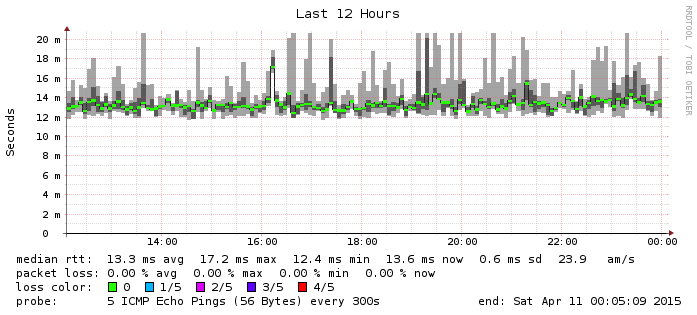 Last 12 Hours
RRDTOOL / TOBI OETIKER
Seconds
20 m
18 m
16 m
14 m
12 m
10 m
8 m
6 m
4 m
2 m
0
14:00 16:00 18:00 20:00 22:00 00:00
median rtt: 13.3 ms avg 17.2 ms max 12.4 ms min 13.6 ms now 0.6 ms sd 23.9 am/s
packet loss: 0.00 % avg 0.00 % max 0.00 % min 0.00 % now
loss color: 0 1/5 2/5 3/5 4/5
probe: 5 ICMP Echo Pings (56 Bytes) every 300s end: Sat Apr 11 00:05:09 2015